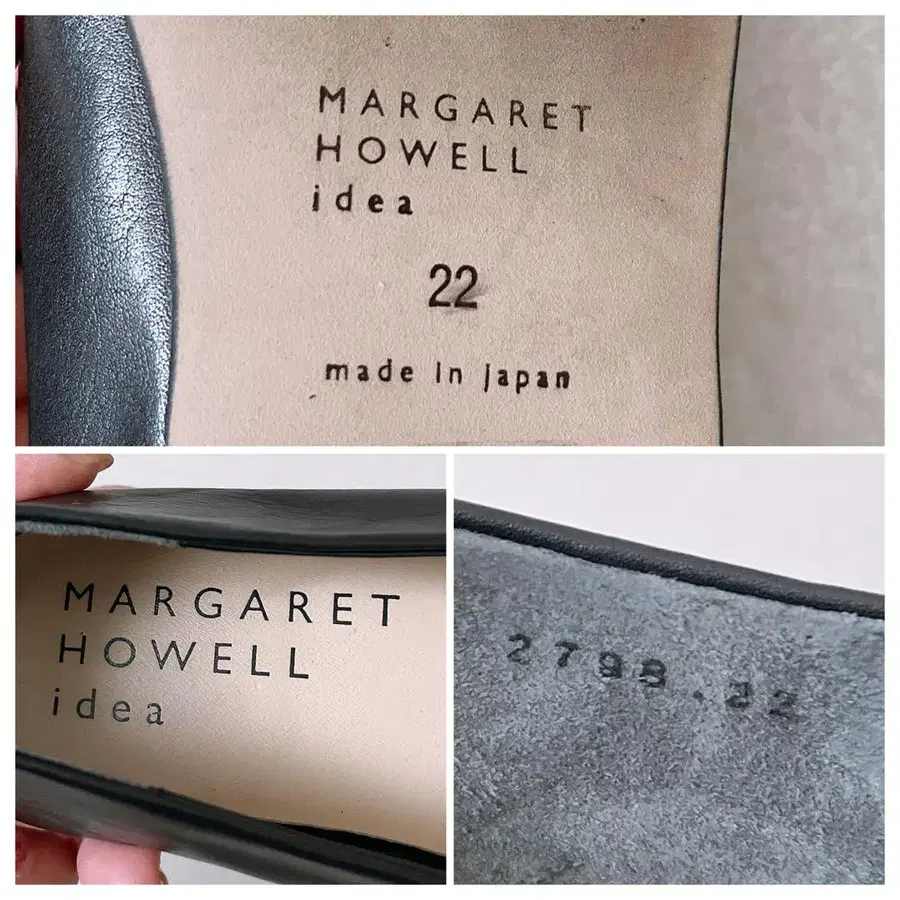 MARGARET
HOWELL
idea
22
made in japan
MARGARET
HOWELL
idea
2798.22